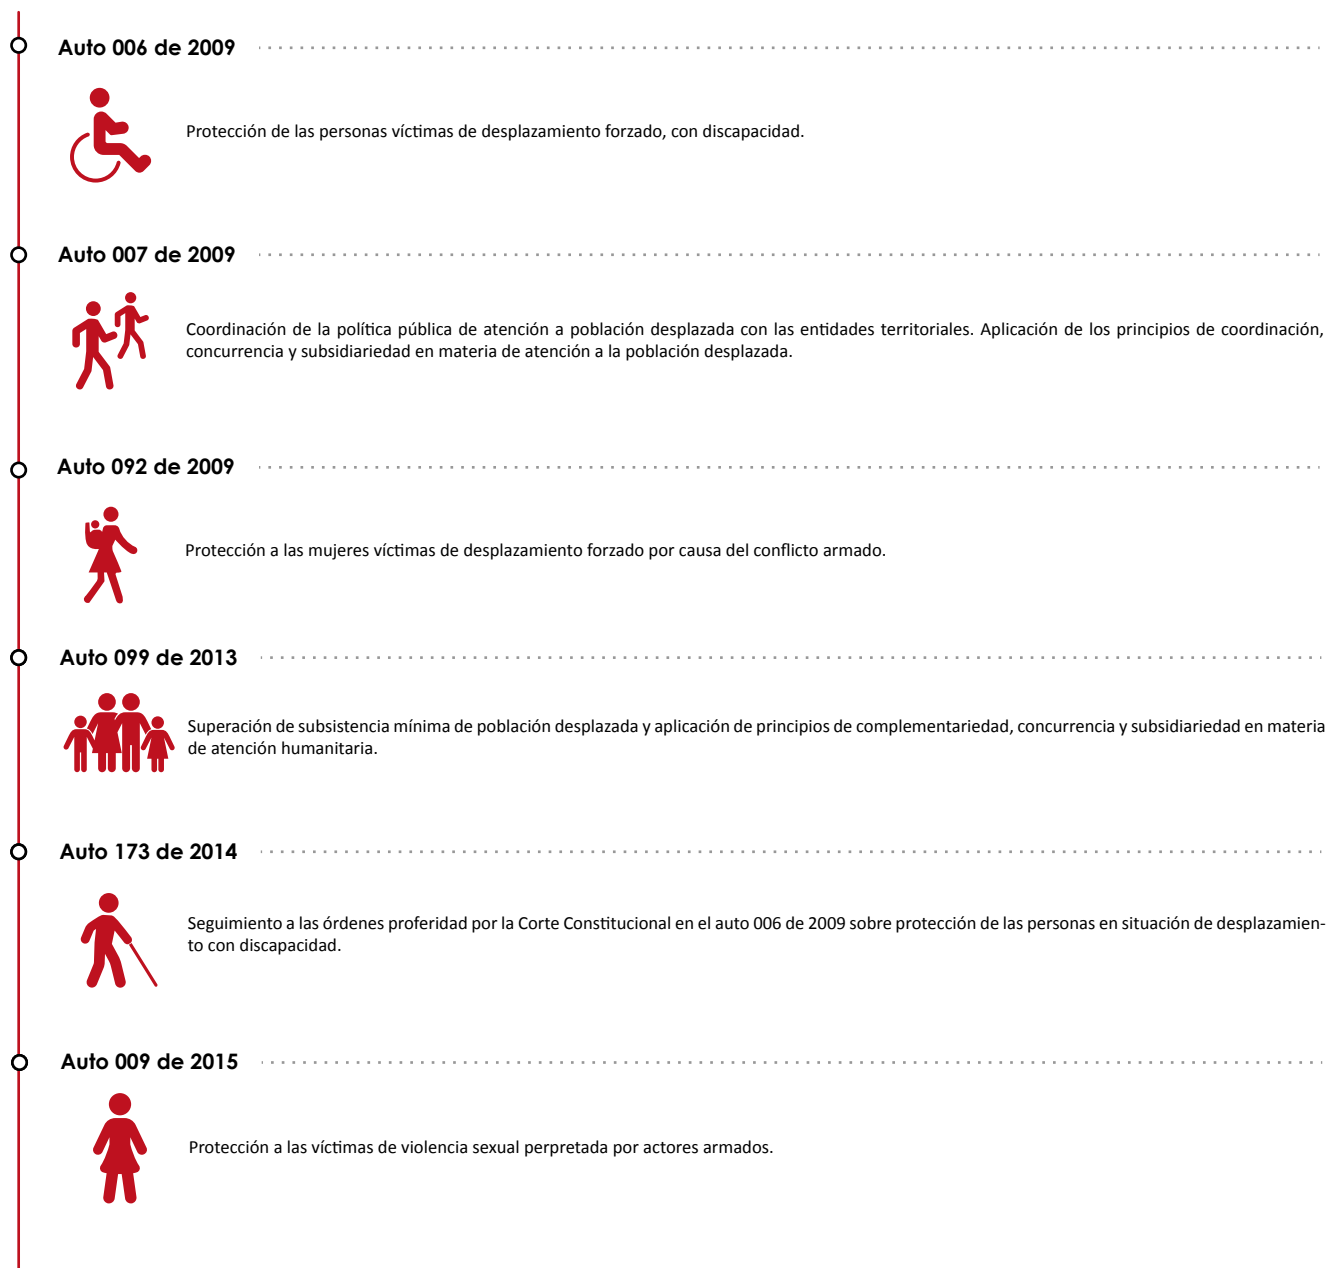 Auto 006 de 2009
Protección de las personas víctimas de desplazamiento forzado, con discapacidad.
Auto 007 de 2009
Coordinación de la política pública de atención a población desplazada con las entidades territoriales. Aplicación de los principios de coordinación,
concurrencia y subsidiariedad en materia de atención a la población desplazada.
Auto 092 de 2009
Protección a las mujeres víctimas de desplazamiento forzado por causa del conflicto armado.
Auto 099 de 2013
Superación de subsistencia mínima de población desplazada y aplicación de principios de complementariedad, concurrencia y subsidiariedad en materia
de atención humanitaria.
Auto 173 de 2014
Seguimiento a las órdenes proferidad por la Corte Constitucional en el auto 006 de 2009 sobre protección de las personas en situación de desplazamien-
to con discapacidad.
Auto 009 de 2015
Protección a las víctimas de violencia sexual perpretada por actores armados.